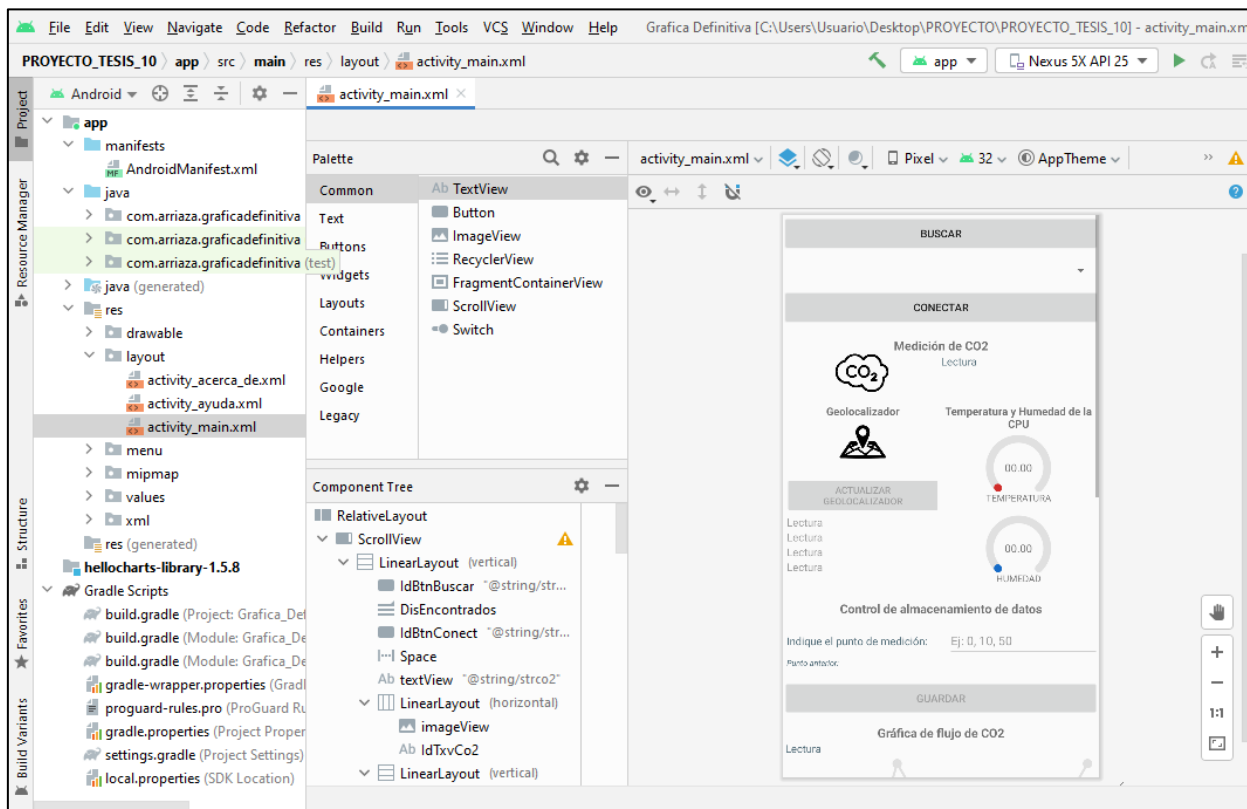 File Edit View Navigate Code Refactor Build Run Tools VCS Window Help Grafica Definitiva [C:\Users\Usuario\Desktop\PROYECTO\PROYECTO_TESIS_10] - activity_main.xm
PROYECTO_TESIS_10 app src main res layout activity_main.xml
app Nexus 5X API 25
Project
Resource Manager
Structure
Favorites
Build Variants
Android
app
manifests
MF AndroidManifest.xml
java
com.arriaza.graficadefinitiva
com.arriaza.graficadefinitiva
com.arriaza.graficadefinitiva (test)
java (generated)
res
drawable
layout
activity_acerca_de.xml
activity_ayuda.xml
activity_main.xml
menu
mipmap
values
xml
res (generated)
hellocharts-library-1.5.8
Gradle Scripts
build.gradle (Project: Grafica_Def
build.gradle (Module: Grafica_De
build.gradle (Module: Grafica_De
gradle-wrapper.properties (Gradl
proguard-rules.pro (ProGuard Ru
gradle.properties (Project Proper
settings.gradle (Project Settings)
local.properties (SDK Location)
activity_main.xml
Palette
Common
Text
Buttons
Widgets
Layouts
Containers
Helpers
Google
Legacy
Ab TextView
Button
ImageView
RecyclerView
FragmentContainerView
ScrollView
Switch
Component Tree
RelativeLayout
ScrollView
LinearLayout (vertical)
IdBtnBuscar "@string/str...
DisEncontrados
IdBtnConect "@string/str...
Space
Ab textView "@string/strco2"
LinearLayout (horizontal)
imageView
Ab IdTxvCo2
LinearLayout (vertical)
activity_main.xml Pixel 32 AppTheme
BUSCAR
CONECTAR
Medición de CO2
Lectura
CO2
Geolocalizador
Temperatura y Humedad de la
CPU
00.00
TEMPERATURA
ACTUALIZAR
GEOLOCALIZADOR
Lectura
Lectura
Lectura
Lectura
00.00
HUMEDAD
Control de almacenamiento de datos
Indique el punto de medición: Ej: 0, 10, 50
Punto anterior:
GUARDAR
Gráfica de flujo de CO2
Lectura
1:1